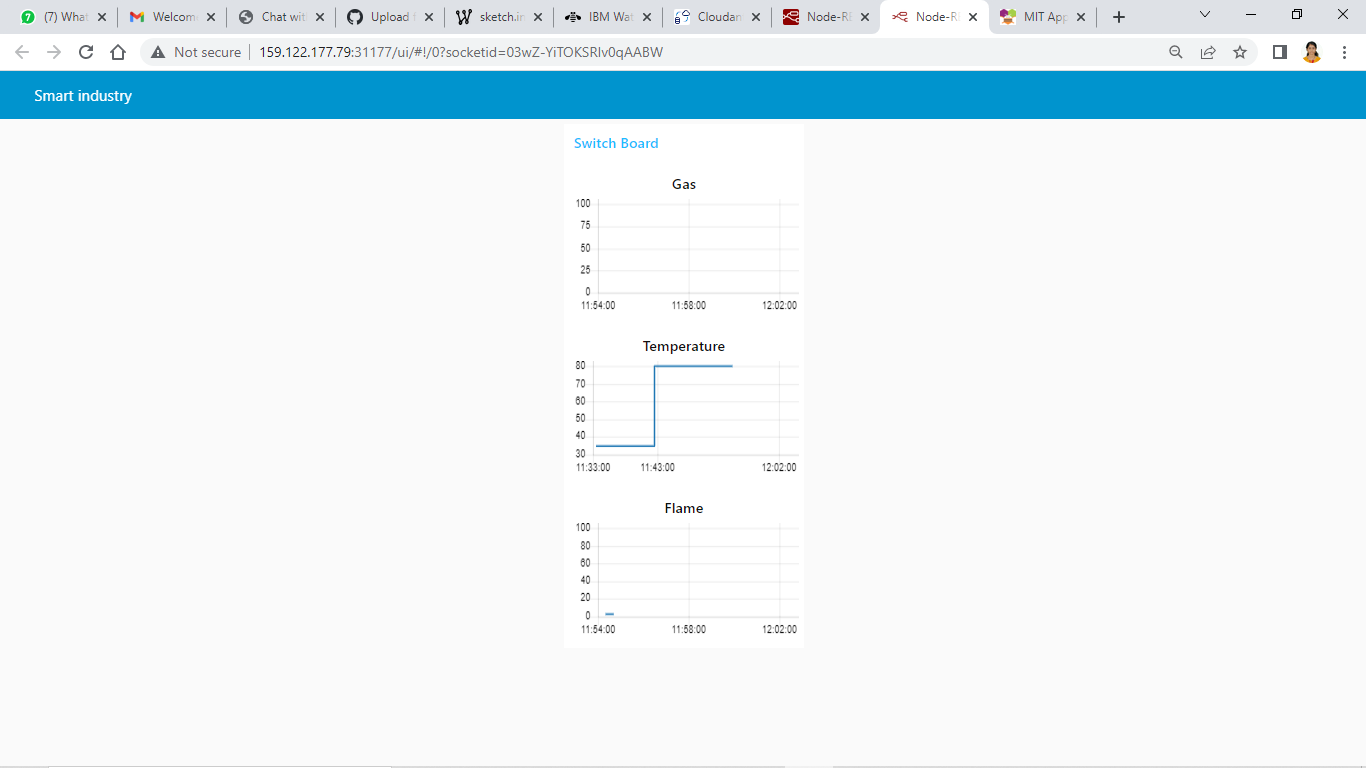 (7) What
Welcom
Chat wit
Upload f
sketch.in
IBM Wat
Cloudan
Node-RE
Node-RE
MIT App
Not secure
159.122.177.79:31177/ui/#!/0?socketid=03wZ-YiTOKSRIv0qAABW
Smart industry
Switch Board
Gas
100
75
50
25
0
11:54:00 11:58:00 12:02:00
Temperature
80
70
60
50
40
30
11:33:00 11:43:00 12:02:00
Flame
100
80
60
40
20
0
11:54:00 11:58:00 12:02:00